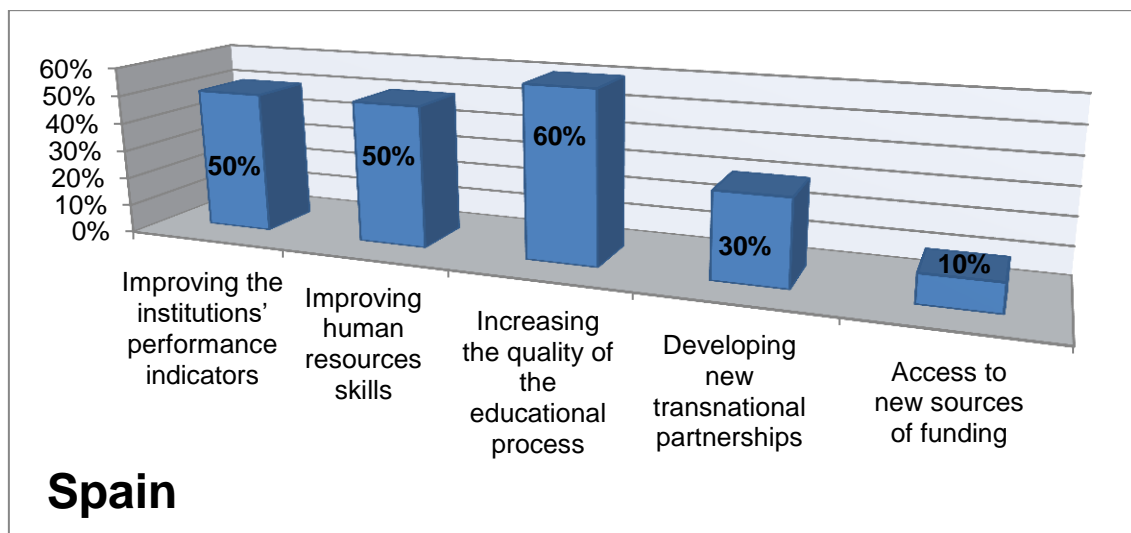 60%
50%
40%
30%
20%
10%
0%
50%
50%
60%
30%
10%
Improving the
institutions’
performance
indicators
Improving
human
resources
skills
Increasing
the quality of
the
educational
process
Developing
new
transnational
partnerships
Access to
new sources
of funding
Spain